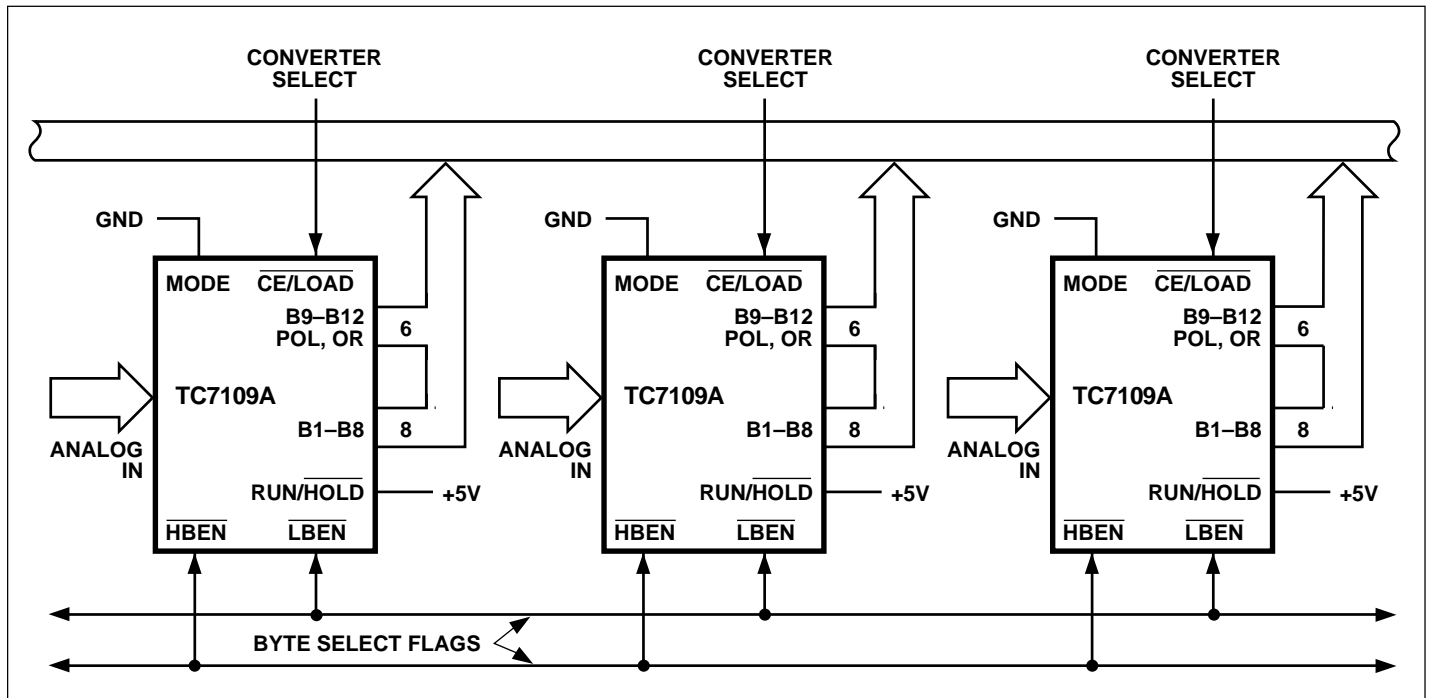 CONVERTER
SELECT
CONVERTER
SELECT
CONVERTER
SELECT
GND
MODE
CE/LOAD
B9–B12
POL, OR
6
TC7109A
B1–B8
8
ANALOG
IN
RUN/HOLD
+5V
HBEN
LBEN
GND
MODE
CE/LOAD
B9–B12
POL, OR
6
TC7109A
B1–B8
8
ANALOG
IN
RUN/HOLD
+5V
HBEN
LBEN
GND
MODE
CE/LOAD
B9–B12
POL, OR
6
TC7109A
B1–B8
8
ANALOG
IN
RUN/HOLD
+5V
HBEN
LBEN
BYTE SELECT FLAGS